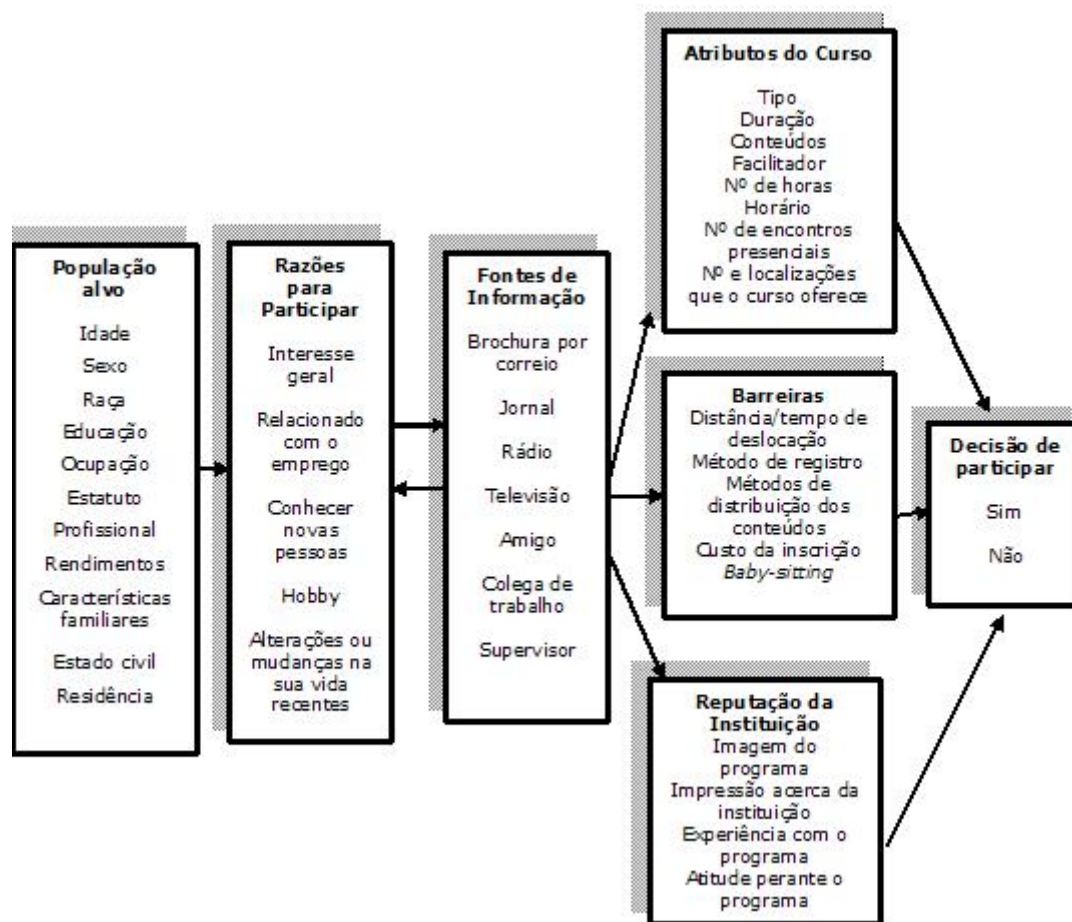 População
alvo
Idade
Sexo
Raça
Educação
Ocupação
Estatuto
Profissional
Rendimentos
Características
familiares
Estado civil
Residência
Razões
para
Participar
Interesse
geral
Relacionado
com o
emprego
Conhecer
novas
pessoas
Hobby
Alterações ou
mudanças na
sua vida
recentes
Fontes de
Informação
Brochura por
correio
Jornal
Rádio
Televisão
Amigo
Colega de
trabalho
Supervisor
Atributos do Curso
Tipo
Duração
Conteúdos
Facilitador
Nº de horas
Horário
Nº de encontros
presenciais
Nº e localizações
que o curso oferece
Barreiras
Distância/tempo de
deslocação
Método de registro
Métodos de
distribuição dos
conteúdos
Custo da inscrição
Baby-sitting
Reputação da
Instituição
Imagem do
programa
Impressão acerca da
instituição
Experiência com o
programa
Atitude perante o
programa
Decisão de
participar
Sim
Não